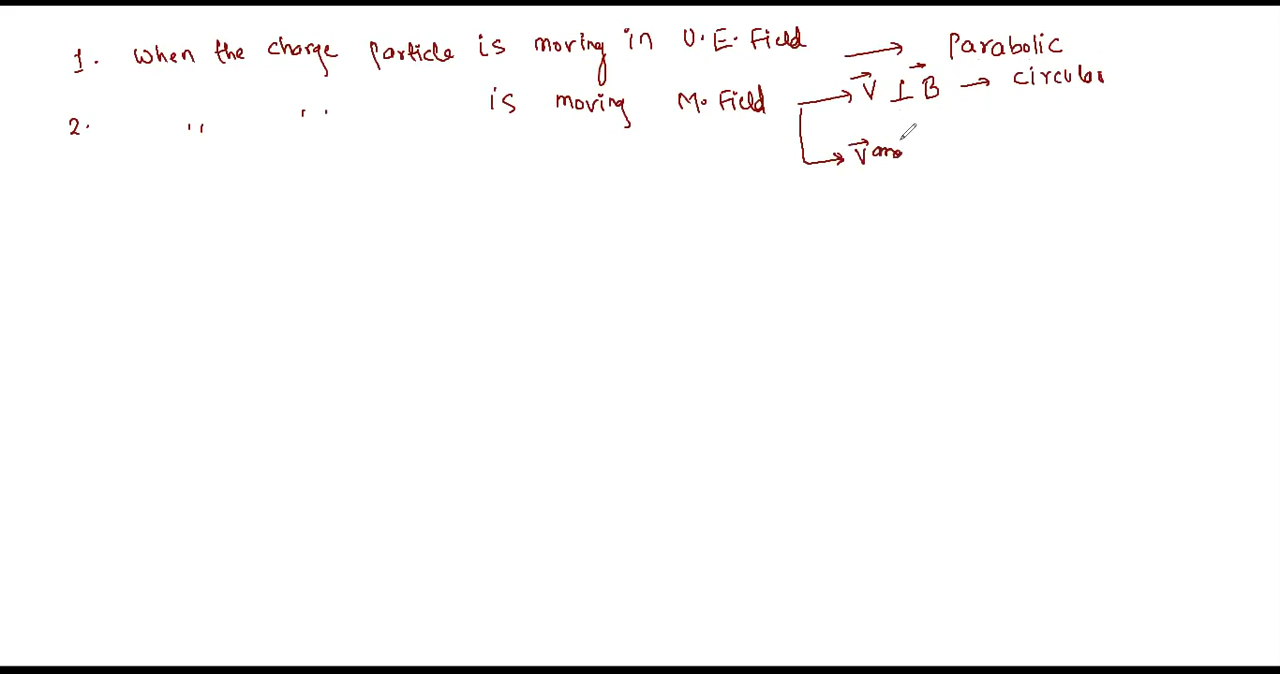 1. When the charge particle is moving in U.E. Field → Parabolic
2. '' '' is moving M. Field → V⃗ ⊥ B⃗ → circular
→ V⃗ and